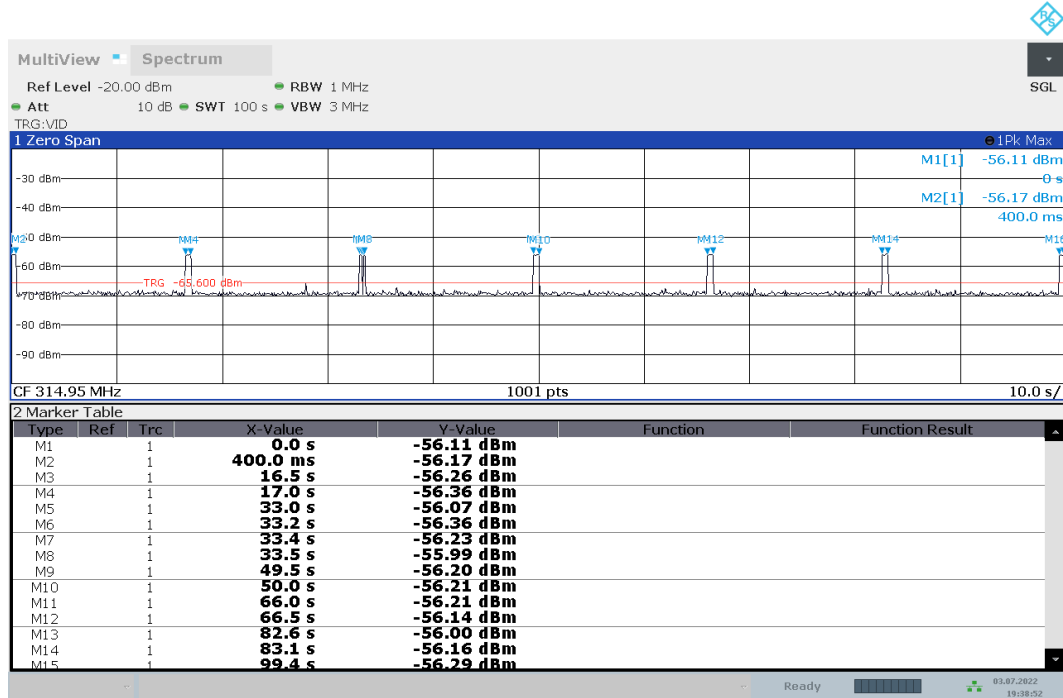 R&S
MultiView Spectrum
Ref Level -20.00 dBm RBW 1 MHz SGL
Att 10 dB SWT 100 s VBW 3 MHz
TRG:VID
1 Zero Span 1Pk Max
M1[1] -56.11 dBm
0 s
-30 dBm
M2[1] -56.17 dBm
-40 dBm
400.0 ms
M2 M4 M8 M10 M12 M14 M16
-60 dBm
TRG -65.600 dBm
-70 dBm
-80 dBm
-90 dBm
CF 314.95 MHz 1001 pts 10.0 s/
2 Marker Table
Type Ref Trc X-Value Y-Value Function Function Result
M1 1 0.0 s -56.11 dBm
M2 1 400.0 ms -56.17 dBm
M3 1 16.5 s -56.26 dBm
M4 1 17.0 s -56.36 dBm
M5 1 33.0 s -56.07 dBm
M6 1 33.2 s -56.36 dBm
M7 1 33.4 s -56.23 dBm
M8 1 33.5 s -55.99 dBm
M9 1 49.5 s -56.20 dBm
M10 1 50.0 s -56.21 dBm
M11 1 66.0 s -56.21 dBm
M12 1 66.5 s -56.14 dBm
M13 1 82.6 s -56.00 dBm
M14 1 83.1 s -56.16 dBm
M15 1 99.4 s -56.29 dBm
Ready 03.07.2022
19:38:52